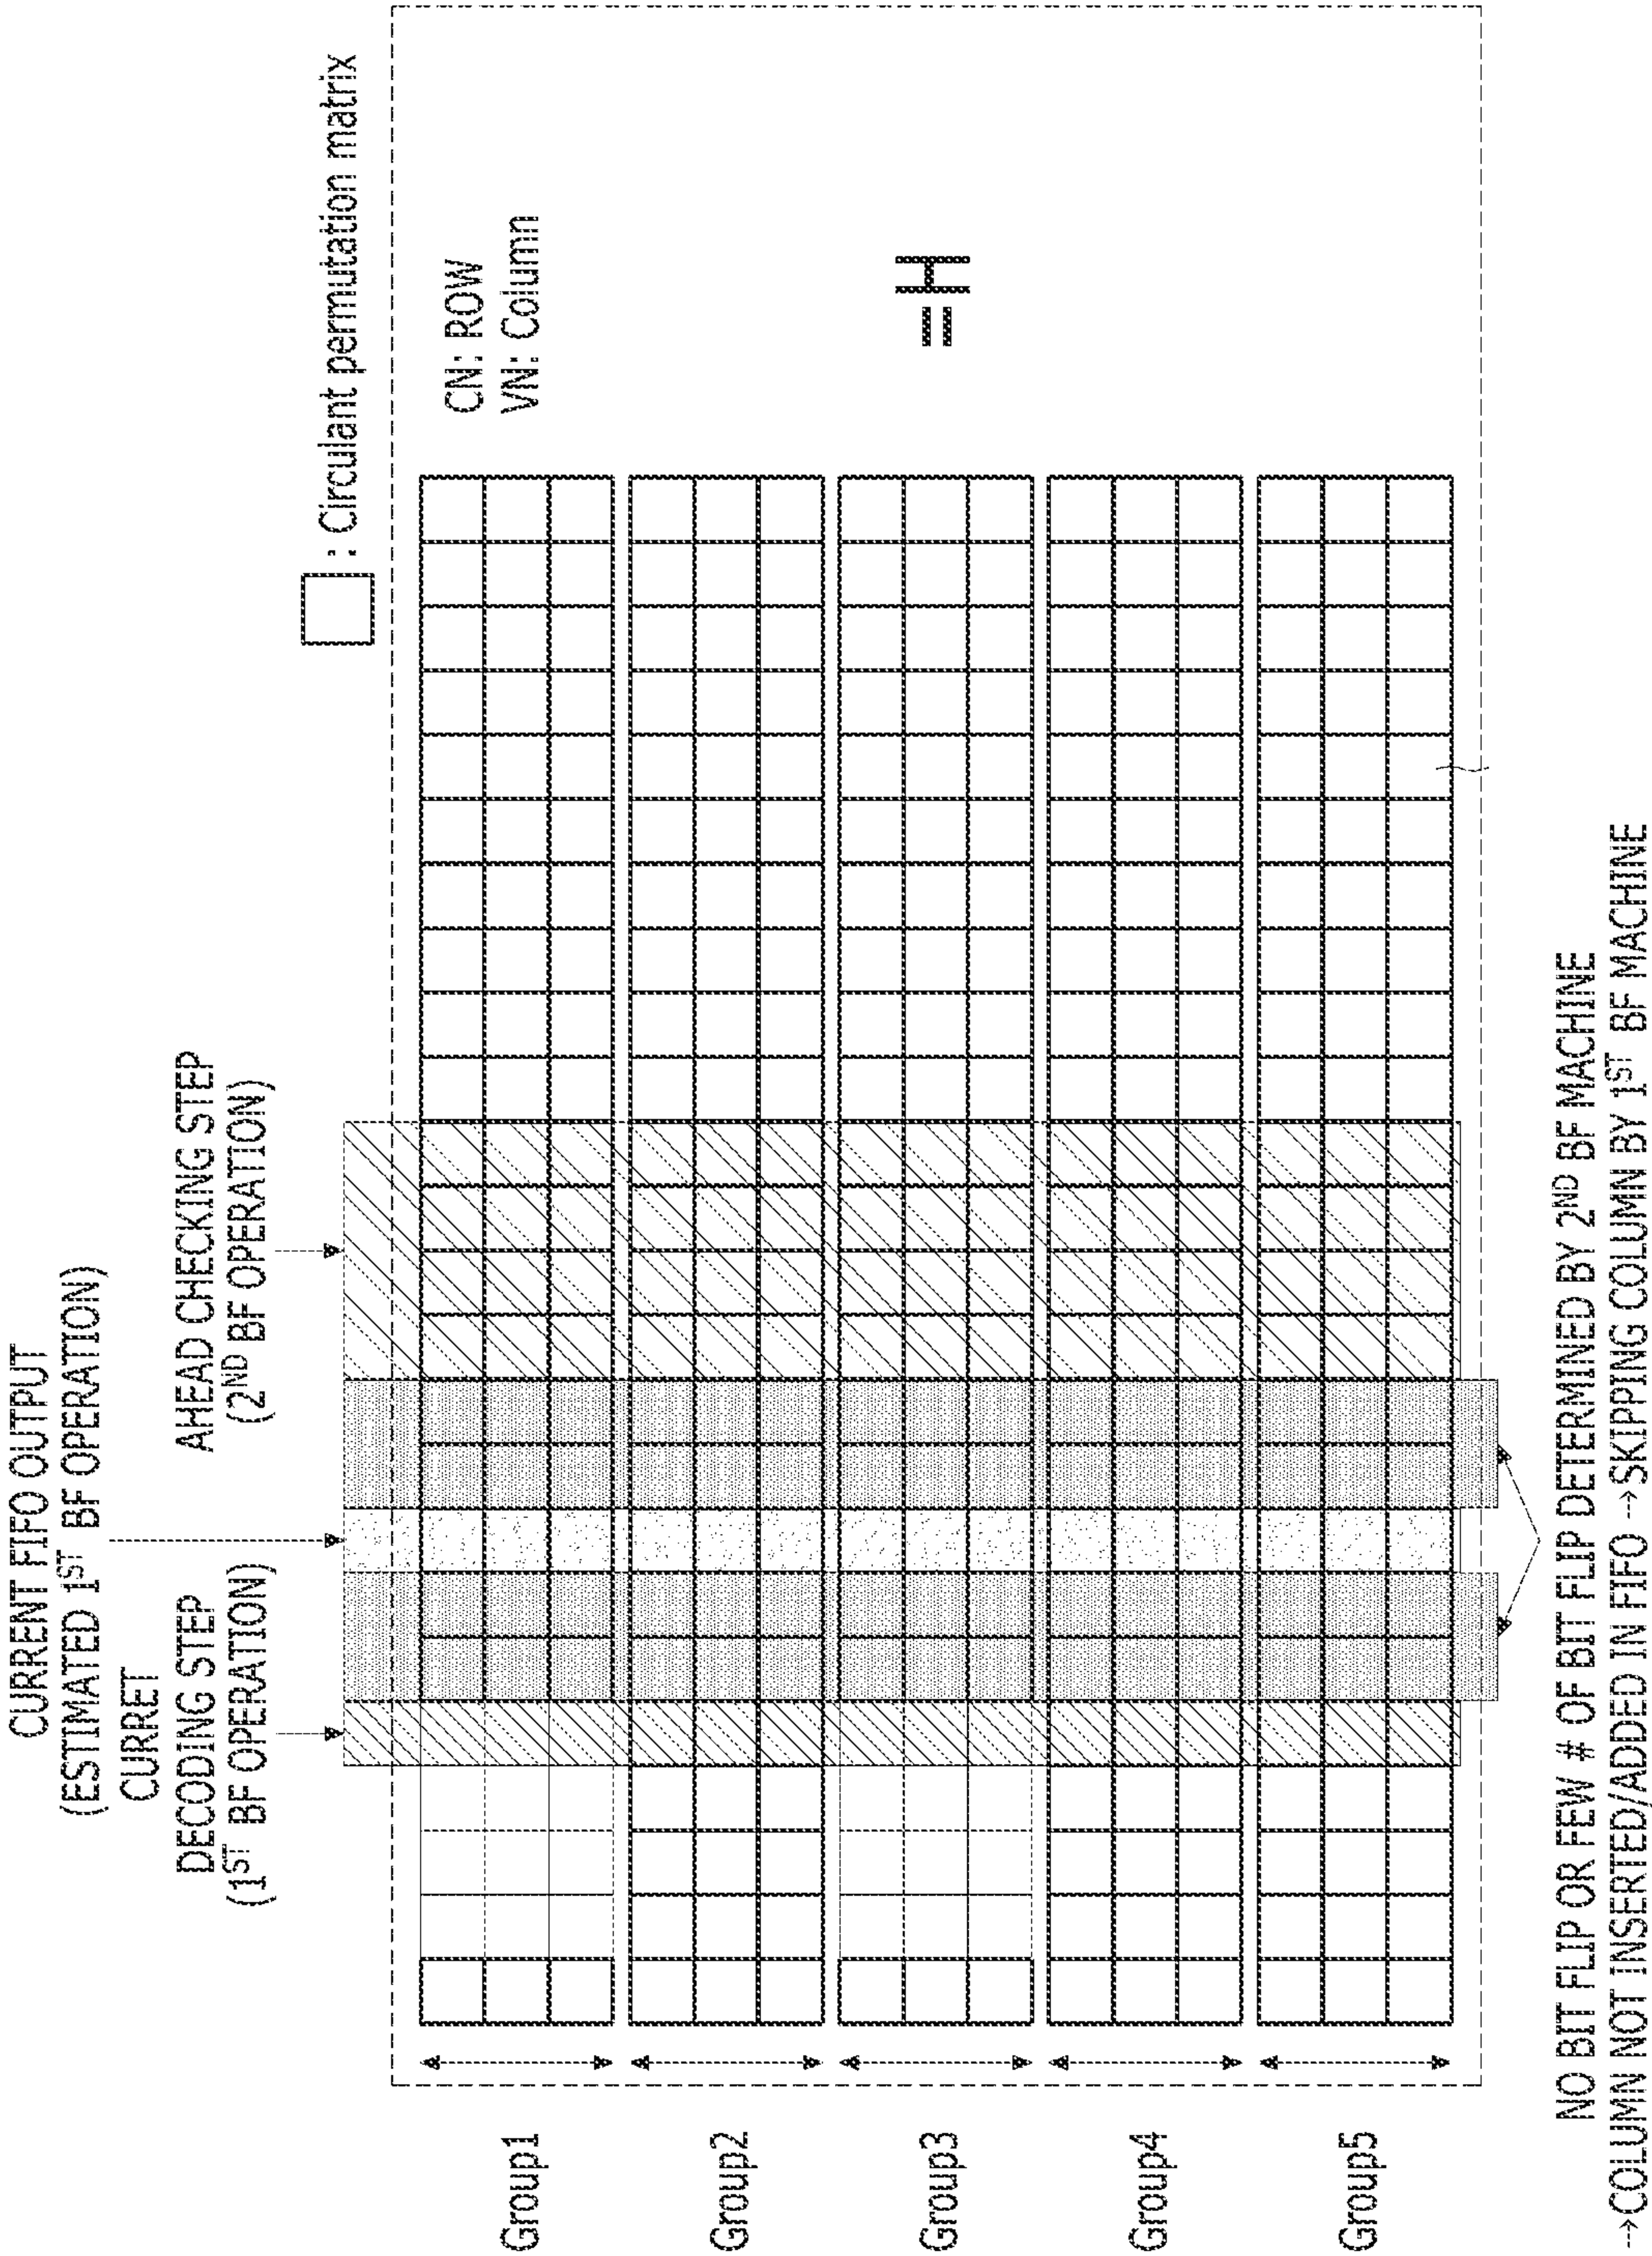 CURRENT FIFO OUTPUT
(ESTIMATED 1ST BF OPERATION)
CURRET
DECODING STEP
(1ST BF OPERATION)
AHEAD CHECKING STEP
(2ND BF OPERATION)
: Circulant permutation matrix
CN: ROW
VN: Column
=H
Group1
Group2
Group3
Group4
Group5
NO BIT FLIP OR FEW # OF BIT FLIP DETERMINED BY 2ND BF MACHINE
→COLUMN NOT INSERTED/ADDED IN FIFO →SKIPPING COLUMN BY 1ST BF MACHINE